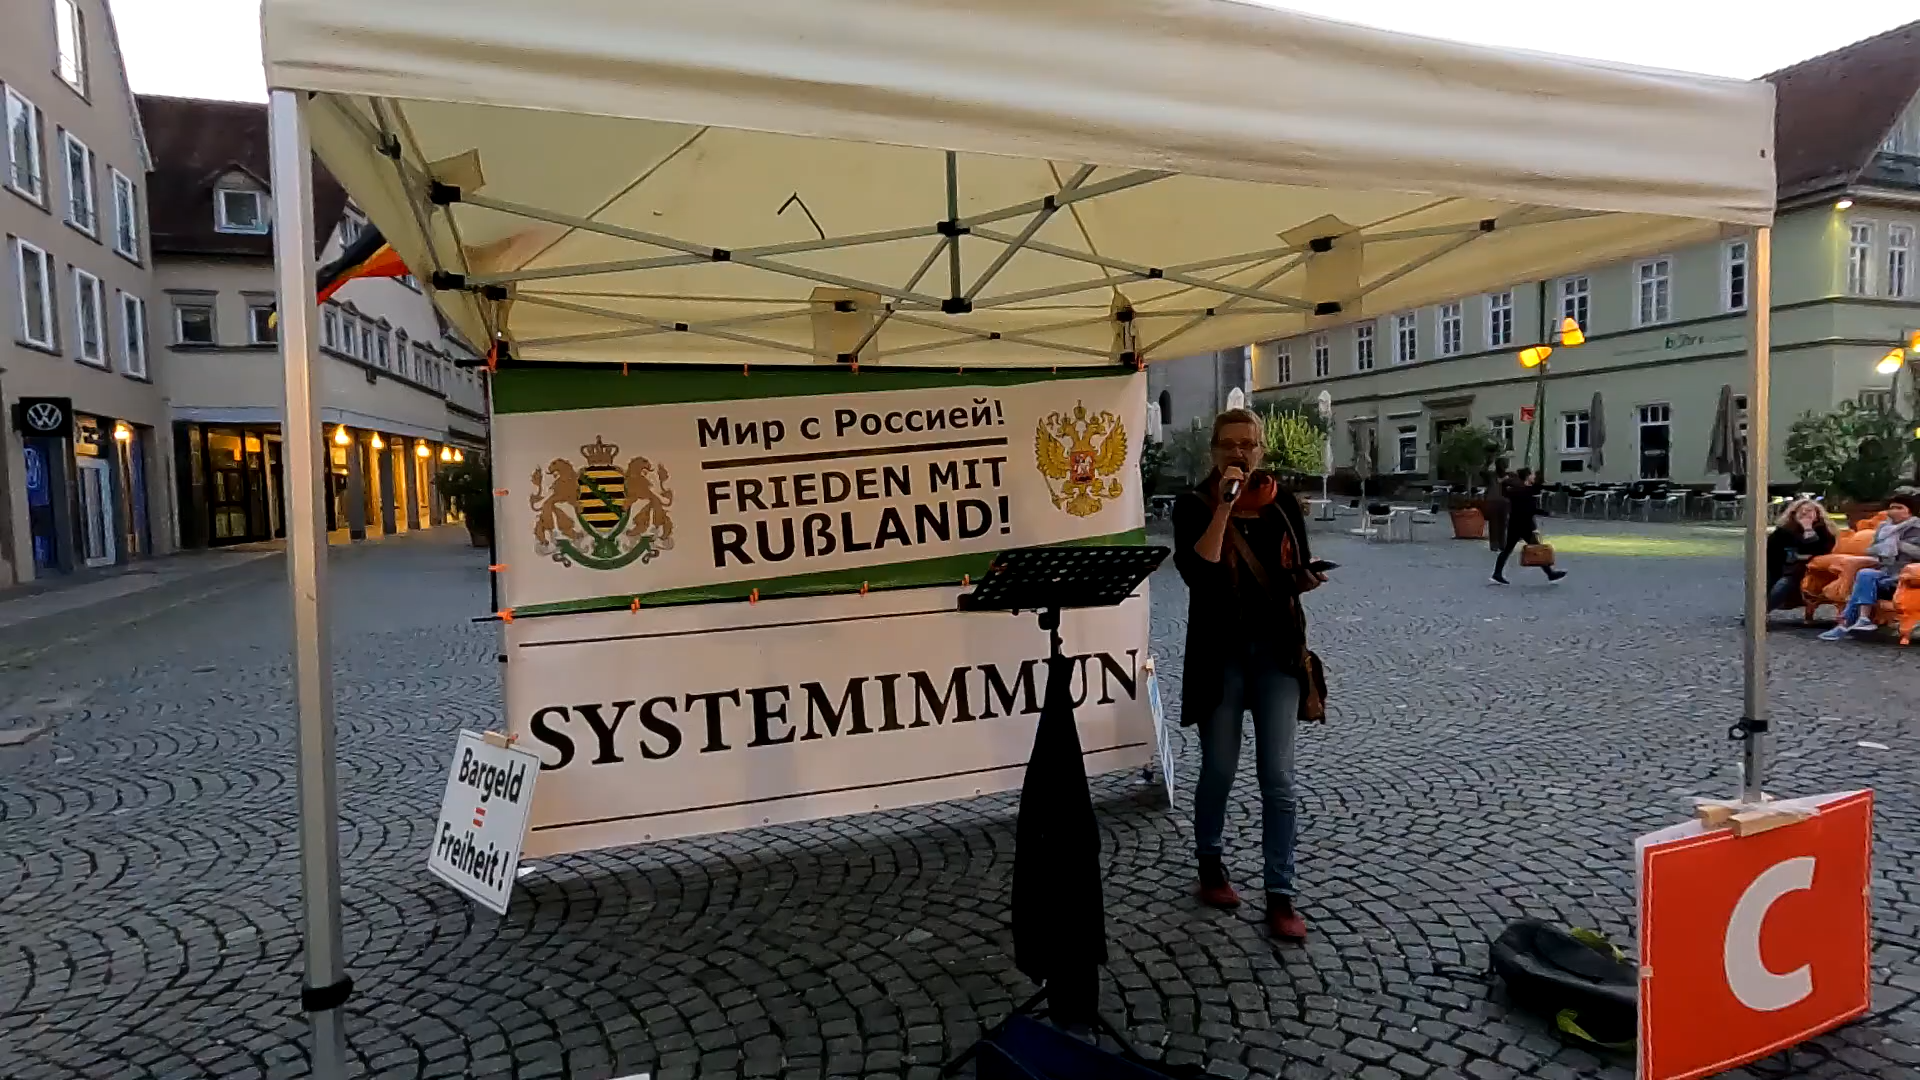 Мир с Россией!
FRIEDEN MIT
RUßLAND!
SYSTEMIMMUN
Bargeld
=
Freiheit!
C